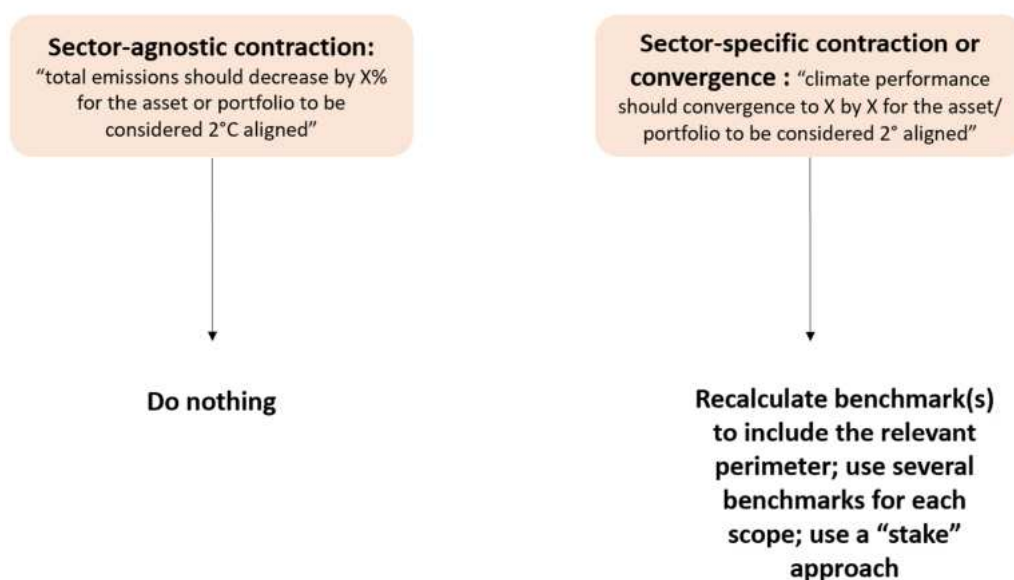 Sector-agnostic contraction:
“total emissions should decrease by X%
for the asset or portfolio to be
considered 2°C aligned”
Sector-specific contraction or
convergence : “climate performance
should convergence to X by X for the asset/
portfolio to be considered 2° aligned”
Do nothing
Recalculate benchmark(s)
to include the relevant
perimeter; use several
benchmarks for each
scope; use a “stake”
approach